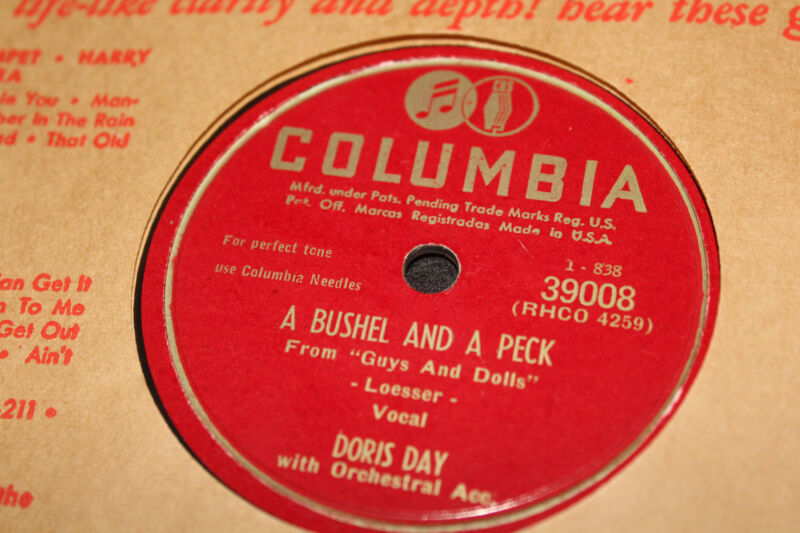 life-like clarity and depth! hear these g
MPET • HARRY
RA
le You • Man-
ber In The Rain
d • That Old
an Get It
To Me
Get Out
• Ain't
-211 •
the
COLUMBIA
Mfrd. under Pats. Pending Trade Marks Reg. U.S.
Pat. Off. Marcas Registradas Made in U.S.A.
For perfect tone
use Columbia Needles
1 - 838
39008
(RHCO 4259)
A BUSHEL AND A PECK
From "Guys And Dolls"
- Loesser -
Vocal
DORIS DAY
with Orchestral Acc.